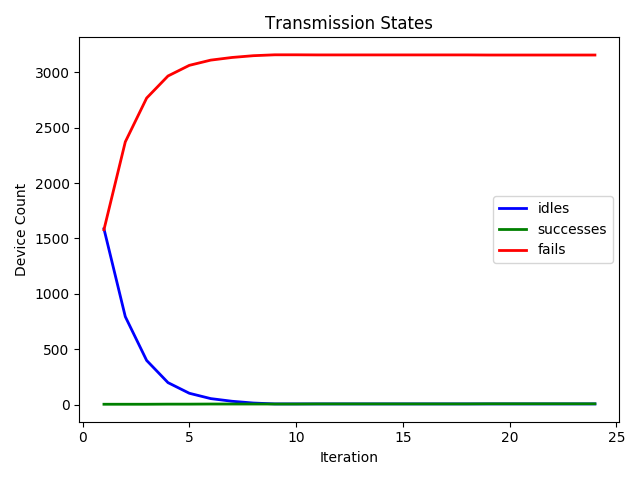 Transmission States
Device Count
3000
2500
2000
1500
1000
500
0
idles
successes
fails
0 5 10 15 20 25
Iteration